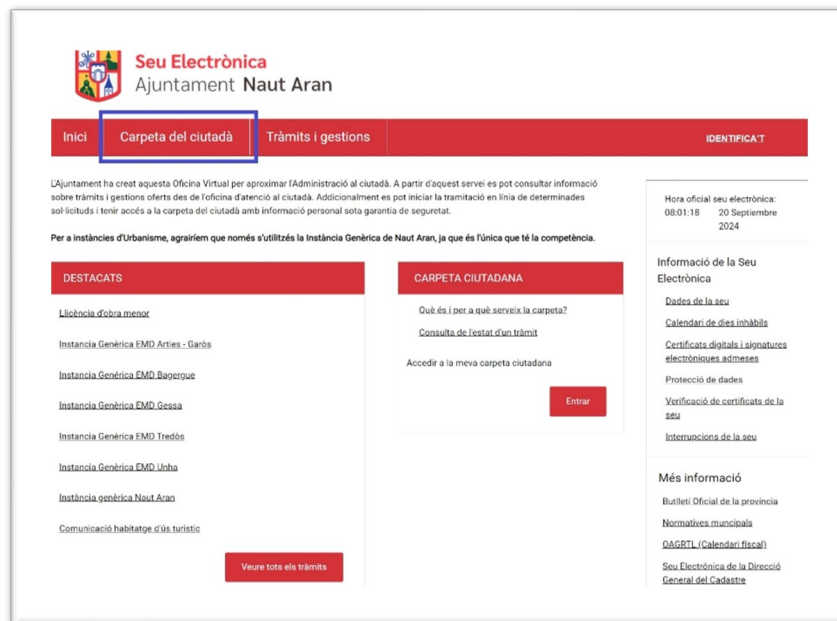 Seu Electrònica
Ajuntament Naut Aran
Inici
Carpeta del ciutadà
Tràmits i gestions
IDENTIFICA'T
L'Ajuntament ha creat aquesta Oficina Virtual per aproximar l'Administració al ciutadà. A partir d'aquest servei es pot consultar informació
sobre tràmits i gestions oferts des de l'oficina d'atenció al ciutadà. Addicionalment es pot iniciar la tramitació en línia de determinades
sol·licituds i tenir accés a la carpeta del ciutadà amb informació personal sota garantia de seguretat.
Per a instàncies d'Urbanisme, agrairíem que només s'utilitzés la Instància Genèrica de Naut Aran, ja que és l'única que té la competència.
DESTACATS
Llicència d'obra menor
Instancia Genèrica EMD Arties - Garòs
Instancia Genérica EMD Bagergue
Instancia Genèrica EMD Gessa
Instancia Genèrica EMD Tredòs
Instancia Genèrica EMD Unha
Instància genèrica Naut Aran
Comunicació habitatge d'ús turístic
Veure tots els tràmits
CARPETA CIUTADANA
Què és i per a què serveix la carpeta?
Consulta de l'estat d'un tràmit
Accedir a la meva carpeta ciutadana
Entrar
Hora oficial seu electrònica:
08:01:18 20 Septiembre
2024
Informació de la Seu
Electrònica
Dades de la seu
Calendari de dies inhàbils
Certificats digitals i signatures
electròniques admeses
Protecció de dades
Verificació de certificats de la
seu
Interrupcions de la seu
Més informació
Butlletí Oficial de la província
Normatives muncipals
OAGRTL (Calendari físcal)
Seu Electrónica de la Direcció
General del Cadastre